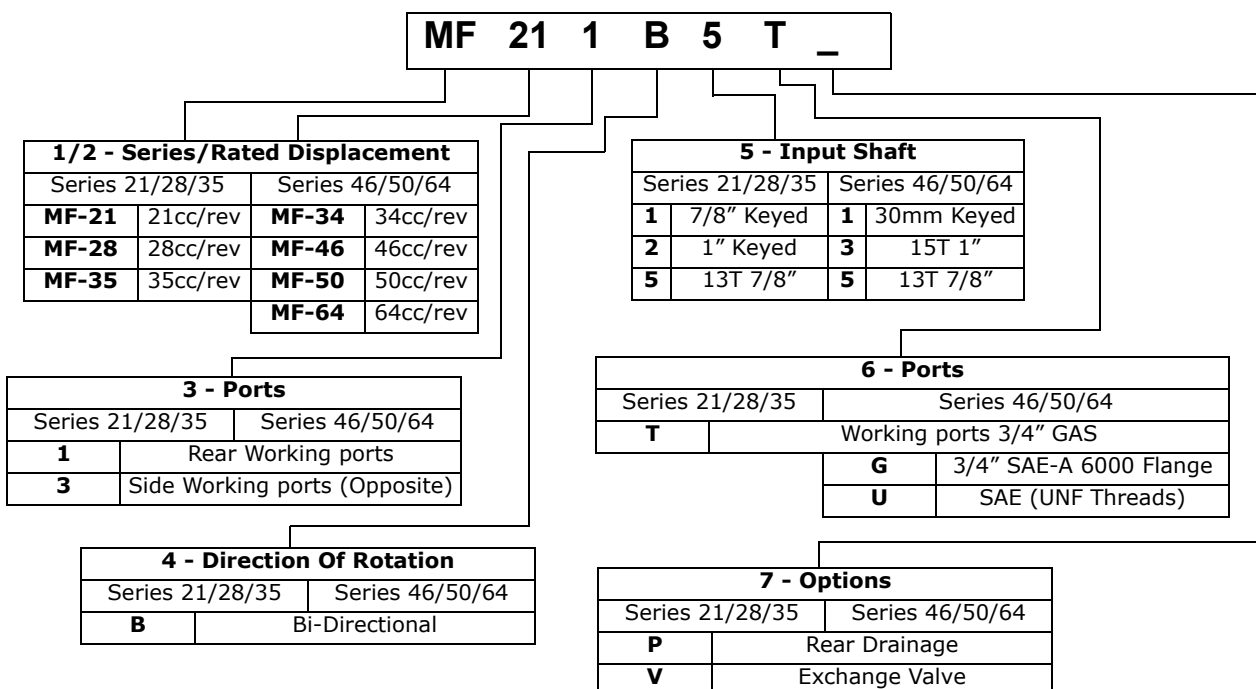 MF 21 1 B 5 T _
1/2 - Series/Rated Displacement
Series 21/28/35 Series 46/50/64
MF-21 21cc/rev MF-34 34cc/rev
MF-28 28cc/rev MF-46 46cc/rev
MF-35 35cc/rev MF-50 50cc/rev
MF-64 64cc/rev
5 - Input Shaft
Series 21/28/35 Series 46/50/64
1 7/8” Keyed 1 30mm Keyed
2 1” Keyed 3 15T 1”
5 13T 7/8” 5 13T 7/8”
3 - Ports
Series 21/28/35 Series 46/50/64
1 Rear Working ports
3 Side Working ports (Opposite)
6 - Ports
Series 21/28/35 Series 46/50/64
T Working ports 3/4” GAS
G 3/4” SAE-A 6000 Flange
U SAE (UNF Threads)
4 - Direction Of Rotation
Series 21/28/35 Series 46/50/64
B Bi-Directional
7 - Options
Series 21/28/35 Series 46/50/64
P Rear Drainage
V Exchange Valve